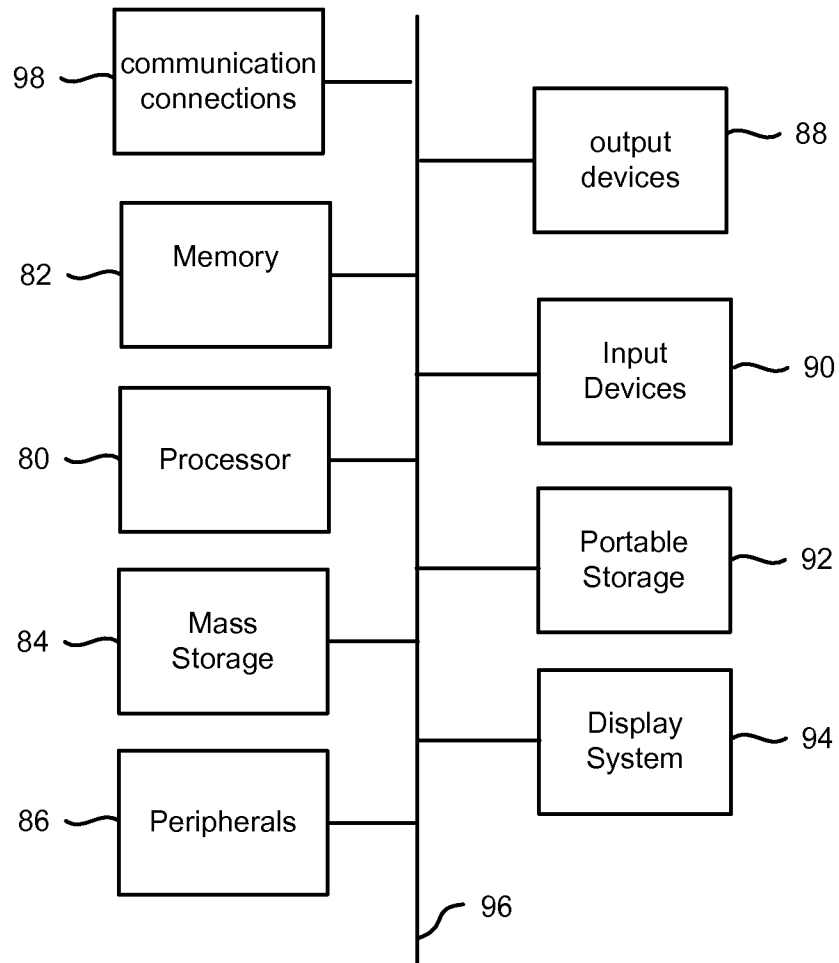 98
communication
connections
output
devices
88
82
Memory
Input
Devices
90
80
Processor
Portable
Storage
92
84
Mass
Storage
Display
System
94
86
Peripherals
96